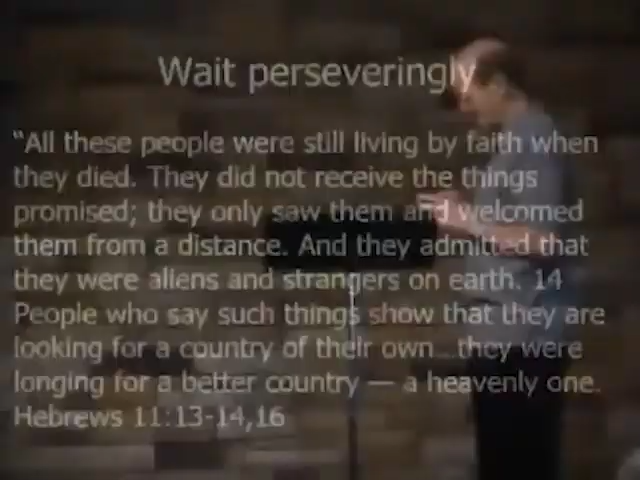 Wait perseveringly
"All these people were still living by faith when
they died. They did not receive the things
promised; they only saw them and welcomed
them from a distance. And they admitted that
they were aliens and strangers on earth. 14
People who say such things show that they are
looking for a country of their own...they were
longing for a better country — a heavenly one.
Hebrews 11:13-14,16